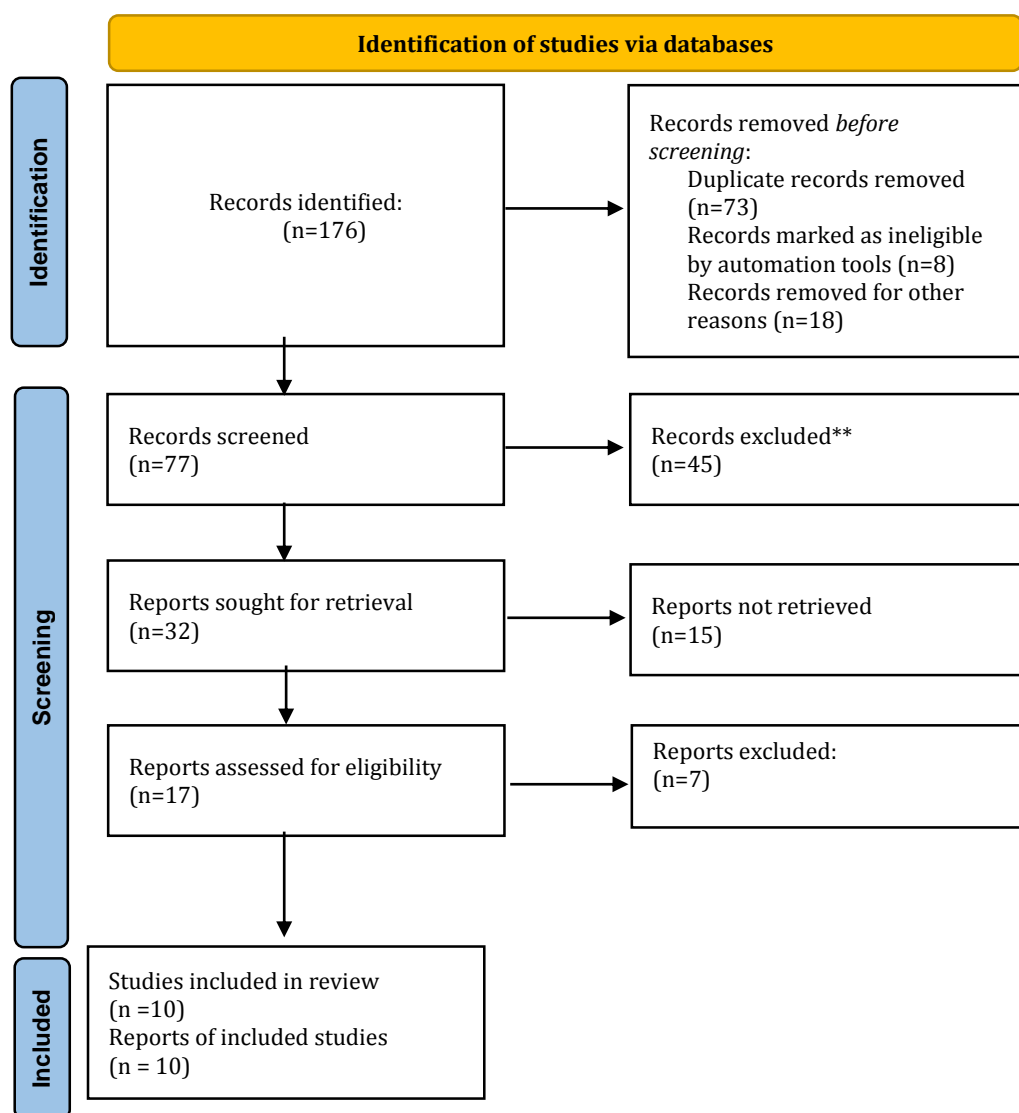 Identification of studies via databases
Identification
Records identified:
(n=176)
Records removed before
screening:
Duplicate records removed
(n=73)
Records marked as ineligible
by automation tools (n=8)
Records removed for other
reasons (n=18)
Screening
Records screened
(n=77)
Records excluded**
(n=45)
Reports sought for retrieval
(n=32)
Reports not retrieved
(n=15)
Reports assessed for eligibility
(n=17)
Reports excluded:
(n=7)
Included
Studies included in review
(n =10)
Reports of included studies
(n = 10)